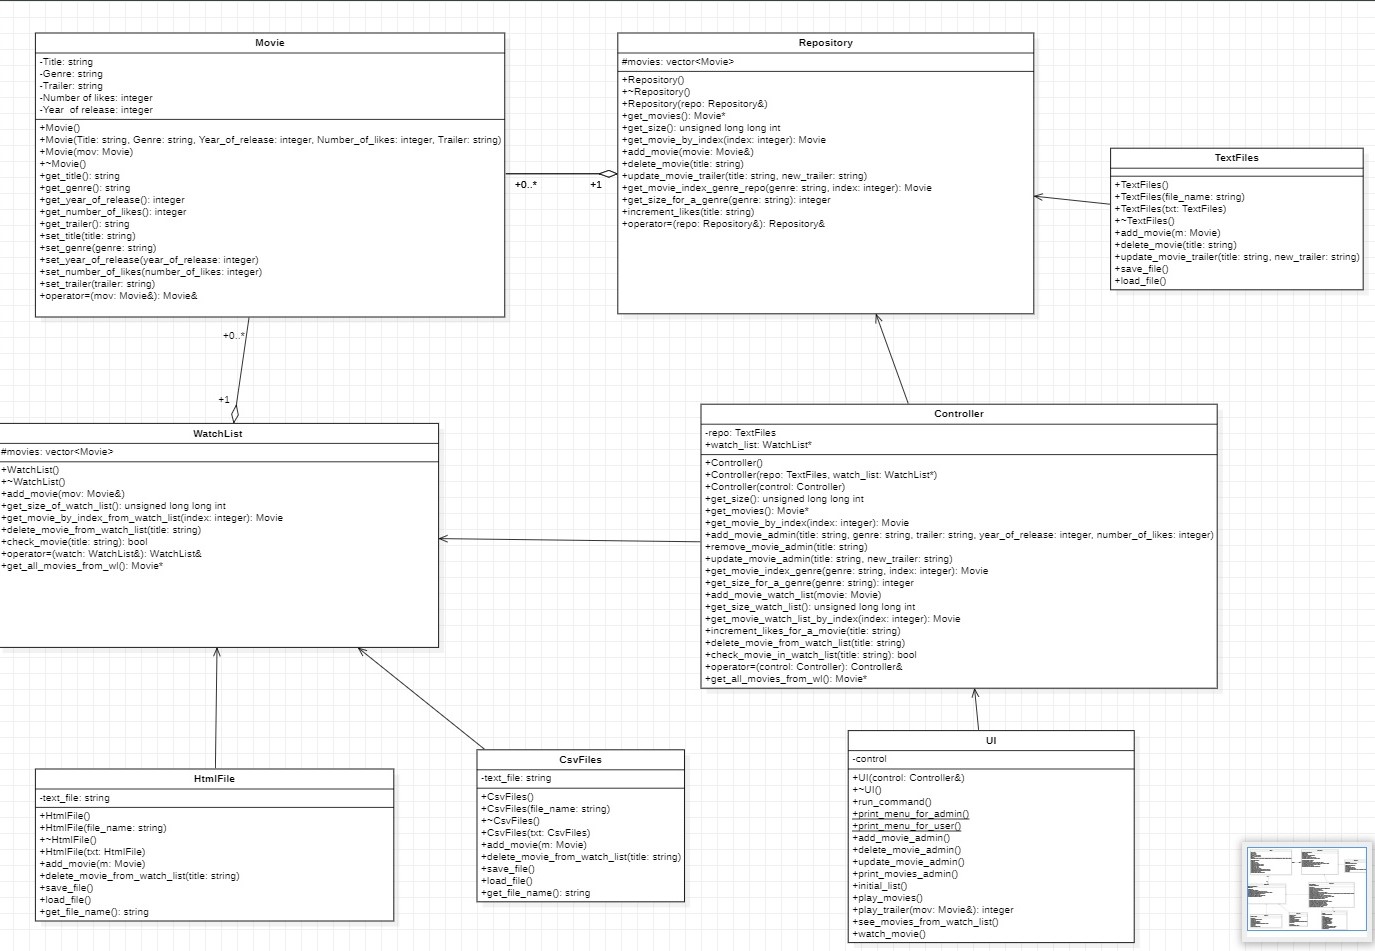 Movie
-Title: string
-Genre: string
-Trailer: string
-Number of likes: integer
-Year_of release: integer
+Movie()
+Movie(Title: string, Genre: string, Year_of_release: integer, Number_of_likes: integer, Trailer: string)
+Movie(mov: Movie)
+~Movie()
+get_title(): string
+get_genre(): string
+get_year_of_release(): integer
+get_number_of_likes(): integer
+get_trailer(): string
+set_title(title: string)
+set_genre(genre: string)
+set_year_of_release(year_of_release: integer)
+set_number_of_likes(number_of_likes: integer)
+set_trailer(trailer: string)
+operator=(mov: Movie&): Movie&
+0..*
+1
Repository
#movies: vector<Movie>
+Repository()
+~Repository()
+Repository(repo: Repository&)
+get_movies(): Movie*
+get_size(): unsigned long long int
+get_movie_by_index(index: integer): Movie
+add_movie(movie: Movie&)
+delete_movie(title: string)
+update_movie_trailer(title: string, new_trailer: string)
+get_movie_index_genre_repo(genre: string, index: integer): Movie
+get_size_for_a_genre(genre: string): integer
+increment_likes(title: string)
+operator=(repo: Repository&): Repository&
TextFiles
+TextFiles()
+TextFiles(file_name: string)
+TextFiles(txt: TextFiles)
+~TextFiles()
+add_movie(m: Movie)
+delete_movie(title: string)
+update_movie_trailer(title: string, new_trailer: string)
+save_file()
+load_file()
+0..*
+1
WatchList
#movies: vector<Movie>
+WatchList()
+~WatchList()
+add_movie(mov: Movie&)
+get_size_of_watch_list(): unsigned long long int
+get_movie_by_index_from_watch_list(index: integer): Movie
+delete_movie_from_watch_list(title: string)
+check_movie(title: string): bool
+operator=(watch: WatchList&): WatchList&
+get_all_movies_from_wl(): Movie*
Controller
-repo: TextFiles
+watch_list: WatchList*
+Controller()
+Controller(repo: TextFiles, watch_list: WatchList*)
+Controller(control: Controller)
+get_size(): unsigned long long int
+get_movies(): Movie*
+get_movie_by_index(index: integer): Movie
+add_movie_admin(title: string, genre: string, trailer: string, year_of_release: integer, number_of_likes: integer)
+remove_movie_admin(title: string)
+update_movie_admin(title: string, new_trailer: string)
+get_movie_index_genre(genre: string, index: integer): Movie
+get_size_for_a_genre(genre: string): integer
+add_movie_watch_list(movie: Movie)
+get_size_watch_list(): unsigned long long int
+get_movie_watch_list_by_index(index: integer): Movie
+increment_likes_for_a_movie(title: string)
+delete_movie_from_watch_list(title: string)
+check_movie_in_watch_list(title: string): bool
+operator=(control: Controller): Controller&
+get_all_movies_from_wl(): Movie*
HtmlFile
-text_file: string
+HtmlFile()
+HtmlFile(file_name: string)
+~HtmlFile()
+HtmlFile(txt: HtmlFile)
+add_movie(m: Movie)
+delete_movie_from_watch_list(title: string)
+save_file()
+load_file()
+get_file_name(): string
CsvFiles
-text_file: string
+CsvFiles()
+CsvFiles(file_name: string)
+~CsvFiles()
+CsvFiles(txt: CsvFiles)
+add_movie(m: Movie)
+delete_movie_from_watch_list(title: string)
+save_file()
+load_file()
+get_file_name(): string
UI
-control
+UI(control: Controller&)
+~UI()
+run_command()
+print_menu_for_admin()
+print_menu_for_user()
+add_movie_admin()
+delete_movie_admin()
+update_movie_admin()
+print_movies_admin()
+initial_list()
+play_movies()
+play_trailer(mov: Movie&): integer
+see_movies_from_watch_list()
+watch_movie()